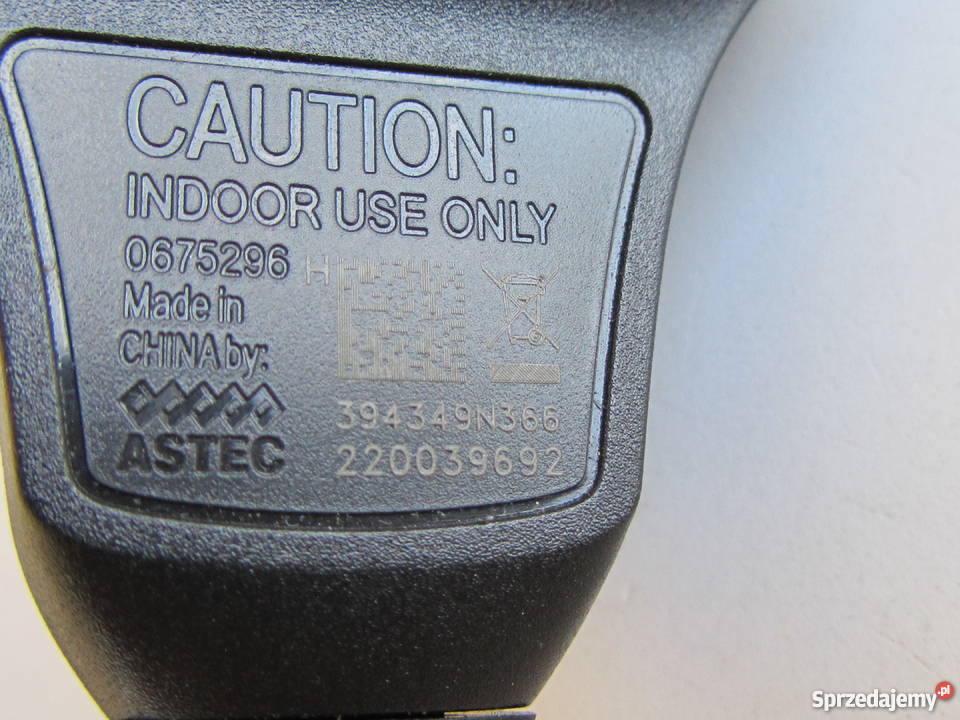 CAUTION:
INDOOR USE ONLY
0675296 H
Made in
CHINA by:
ASTEC
394349N366
220039692
Sprzedajemy.pl